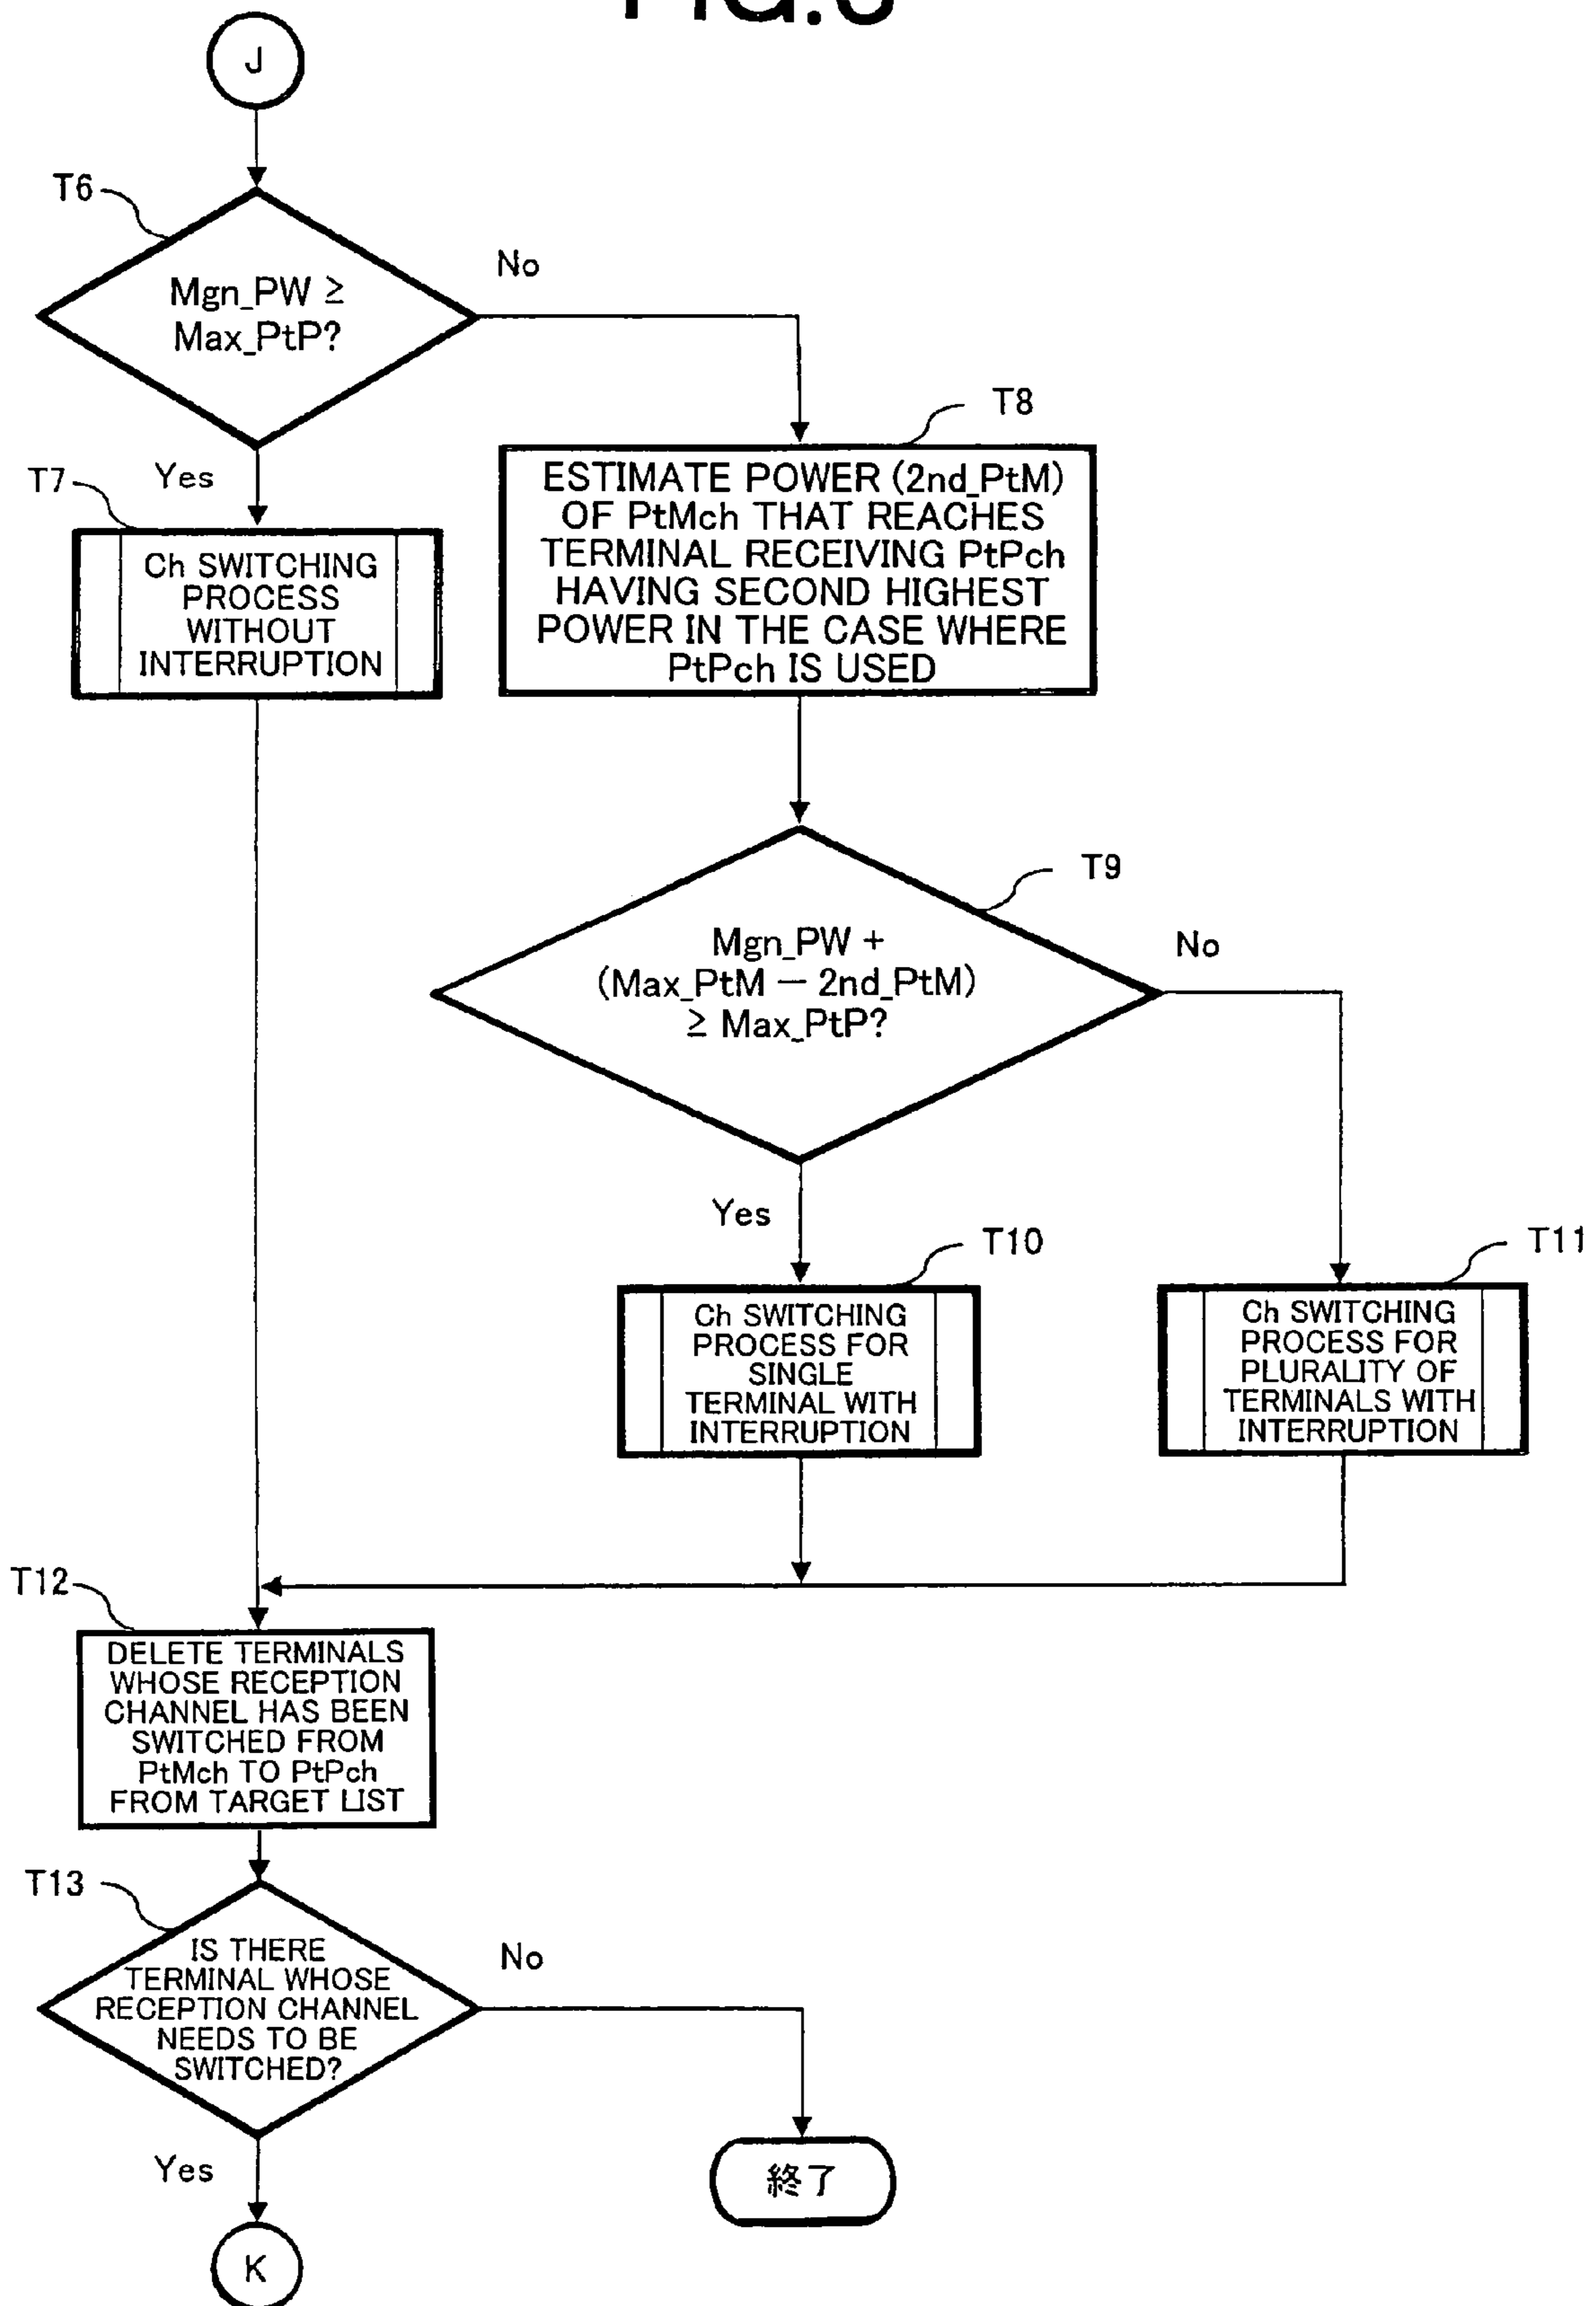 J
T6
Mgn_PW ≥
Max_PtP?
No
Yes
T7
Ch SWITCHING
PROCESS
WITHOUT
INTERRUPTION
T8
ESTIMATE POWER (2nd_PtM)
OF PtMch THAT REACHES
TERMINAL RECEIVING PtPch
HAVING SECOND HIGHEST
POWER IN THE CASE WHERE
PtPch IS USED
T9
Mgn_PW +
(Max_PtM — 2nd_PtM)
≥ Max_PtP?
No
Yes
T10
Ch SWITCHING
PROCESS FOR
SINGLE
TERMINAL WITH
INTERRUPTION
T11
Ch SWITCHING
PROCESS FOR
PLURALITY OF
TERMINALS WITH
INTERRUPTION
T12
DELETE TERMINALS
WHOSE RECEPTION
CHANNEL HAS BEEN
SWITCHED FROM
PtMch TO PtPch
FROM TARGET LIST
T13
IS THERE
TERMINAL WHOSE
RECEPTION CHANNEL
NEEDS TO BE
SWITCHED?
No
Yes
終了
K